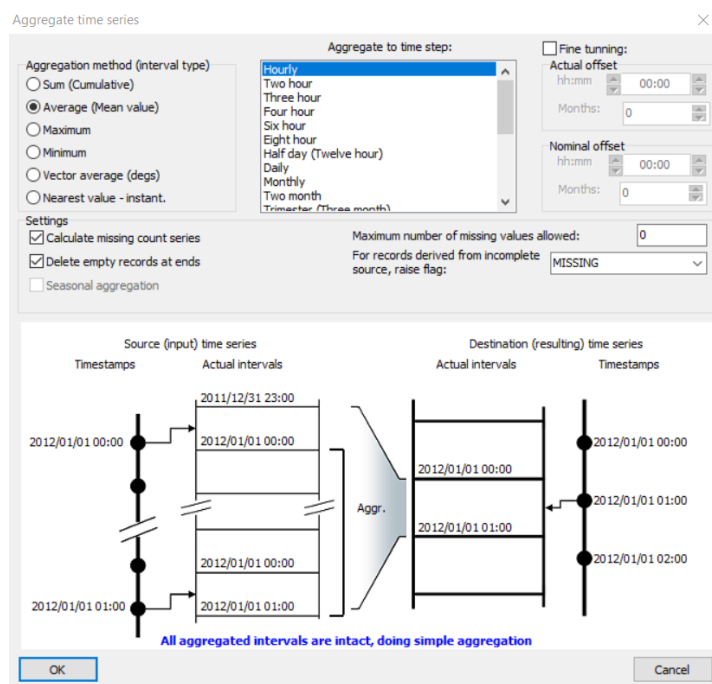 Aggregate time series
Aggregation method (interval type)
Sum (Cumulative)
Average (Mean value)
Maximum
Minimum
Vector average (degs)
Nearest value - instant.
Aggregate to time step:
Hourly
Two hour
Three hour
Four hour
Six hour
Eight hour
Half day (Twelve hour)
Daily
Monthly
Two month
Trimester (Three month)
Fine tunning:
Actual offset
hh:mm 00:00
Months: 0
Nominal offset
hh:mm 00:00
Months: 0
Settings
Calculate missing count series
Delete empty records at ends
Seasonal aggregation
Maximum number of missing values allowed: 0
For records derived from incomplete
source, raise flag:
MISSING
Source (input) time series
Timestamps Actual intervals
2011/12/31 23:00
2012/01/01 00:00
2012/01/01 00:00
2012/01/01 00:00
2012/01/01 01:00
2012/01/01 01:00
Aggr.
Destination (resulting) time series
Actual intervals Timestamps
2012/01/01 00:00
2012/01/01 00:00
2012/01/01 01:00
2012/01/01 01:00
2012/01/01 02:00
All aggregated intervals are intact, doing simple aggregation
OK
Cancel